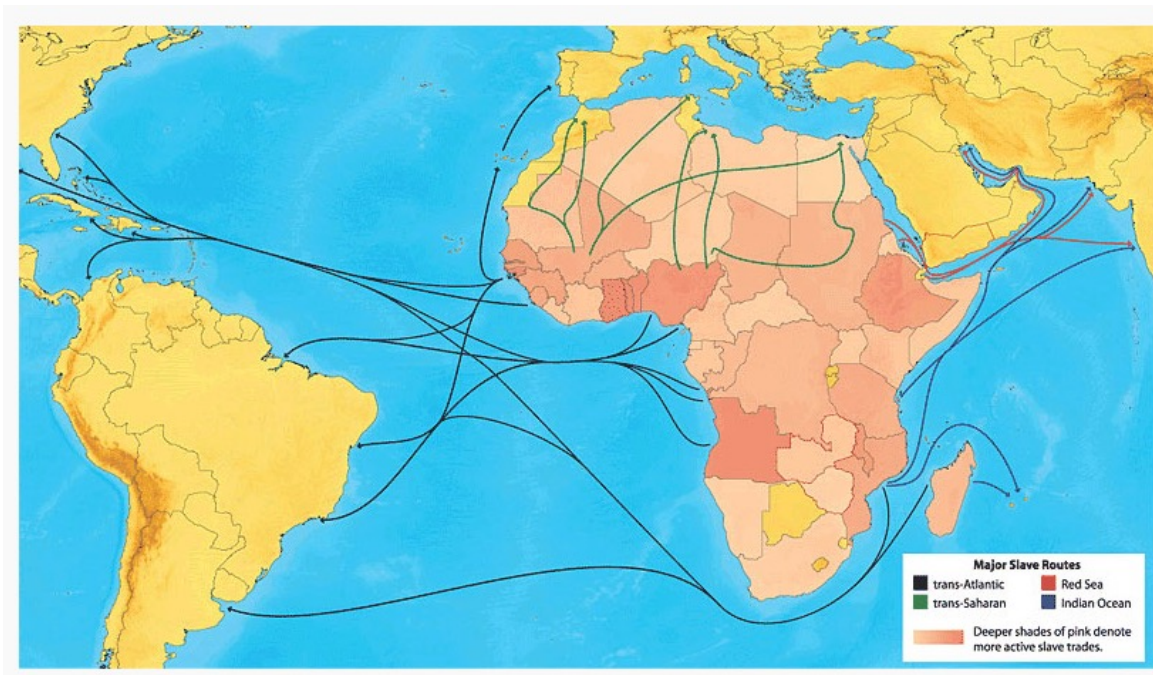 Major Slave Routes
trans-Atlantic
Red Sea
trans-Saharan
Indian Ocean
Deeper shades of pink denote
more active slave trades.